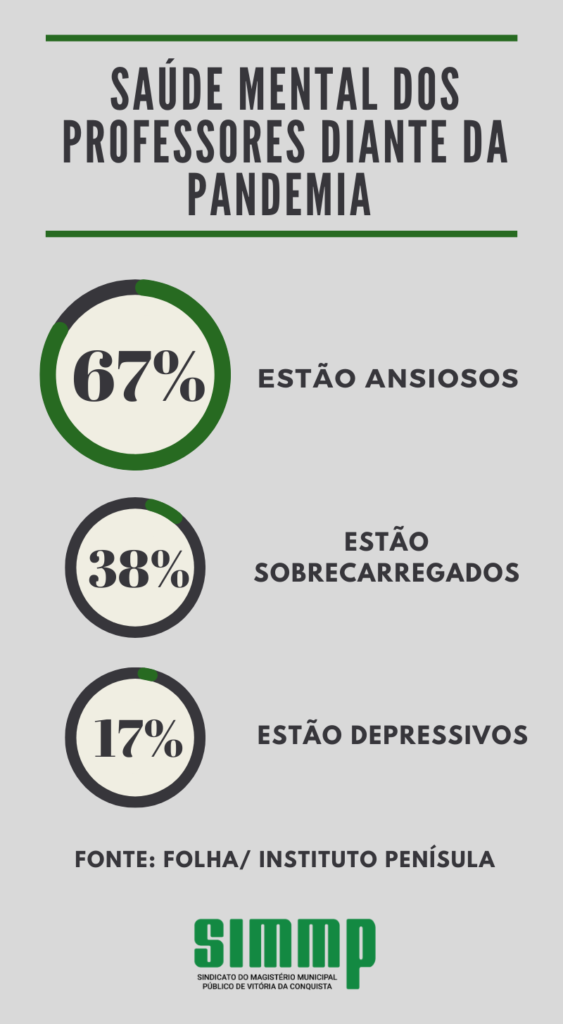 SAÚDE MENTAL DOS
PROFESSORES DIANTE DA
PANDEMIA
67%
ESTÃO ANSIOSOS
38%
ESTÃO
SOBRECARREGADOS
17%
ESTÃO DEPRESSIVOS
FONTE: FOLHA/ INSTITUTO PENÍSULA
simmp
SINDICATO DO MAGISTÉRIO MUNICIPAL
PÚBLICO DE VITÓRIA DA CONQUISTA